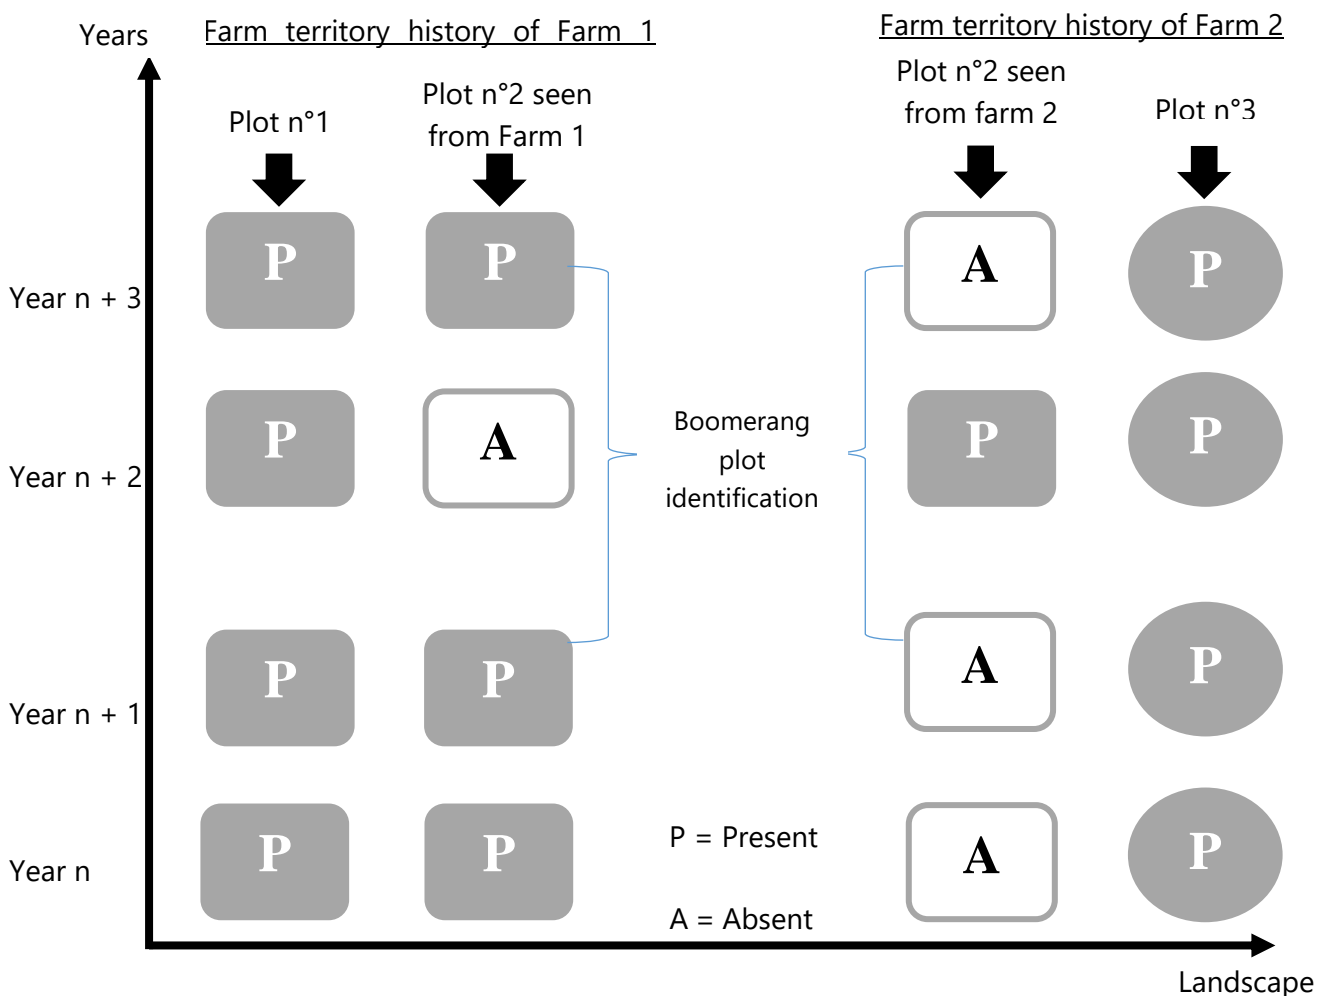 Years
Farm territory history of Farm 1
Farm territory history of Farm 2
Plot n°1
Plot n°2 seen
from Farm 1
Plot n°2 seen
from farm 2
Plot n°3
Year n + 3
P
P
A
P
Year n + 2
P
A
P
P
Boomerang
plot
identification
Year n + 1
P
P
A
P
Year n
P
P
A
P
P = Present
A = Absent
Landscape